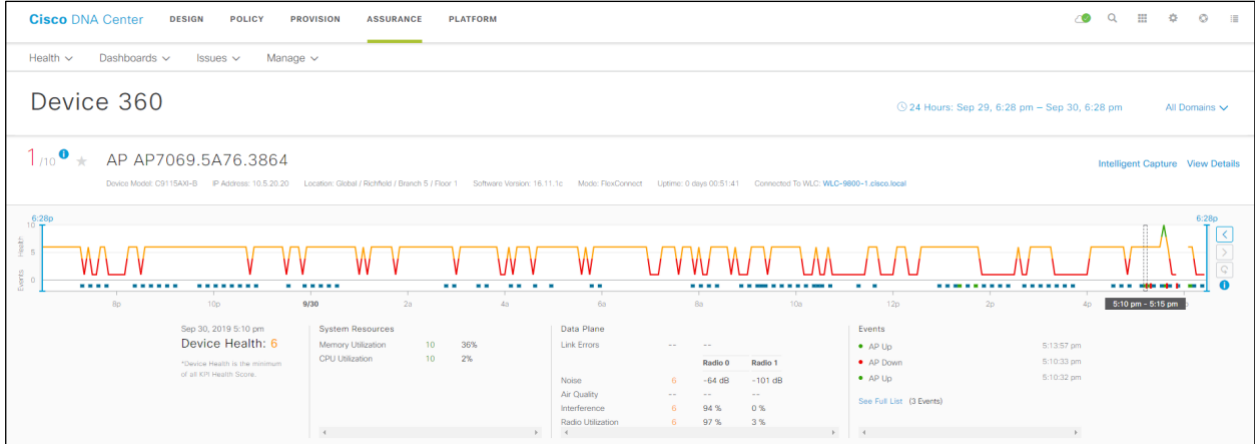 Cisco DNA Center DESIGN POLICY PROVISION ASSURANCE PLATFORM
Health Dashboards Issues Manage
Device 360
24 Hours: Sep 29, 6:28 pm – Sep 30, 6:28 pm All Domains
1/10 AP AP7069.5A76.3864
Intelligent Capture View Details
Device Model: C9115AXI-B IP Address: 10.5.20.20 Location: Global / Richfield / Branch 5 / Floor 1 Software Version: 16.11.1c Mode: FlexConnect Uptime: 0 days 00:51:41 Connected To WLC: WLC-9800-1.cisco.local
6:28p 6:28p
10
Health
5
0
Events
8p 10p 9/30 2a 4a 6a 8a 10a 12p 2p 4p 5:10 pm - 5:15 pm
Sep 30, 2019 5:10 pm
Device Health: 6
*Device Health is the minimum
of all KPI Health Score.
System Resources
Memory Utilization 10 36%
CPU Utilization 10 2%
Data Plane
Link Errors -- --
Radio 0 Radio 1
Noise 6 -64 dB -101 dB
Air Quality -- -- --
Interference 6 94 % 0 %
Radio Utilization 6 97 % 3 %
Events
AP Up 5:13:57 pm
AP Down 5:10:33 pm
AP Up 5:10:32 pm
See Full List (3 Events)